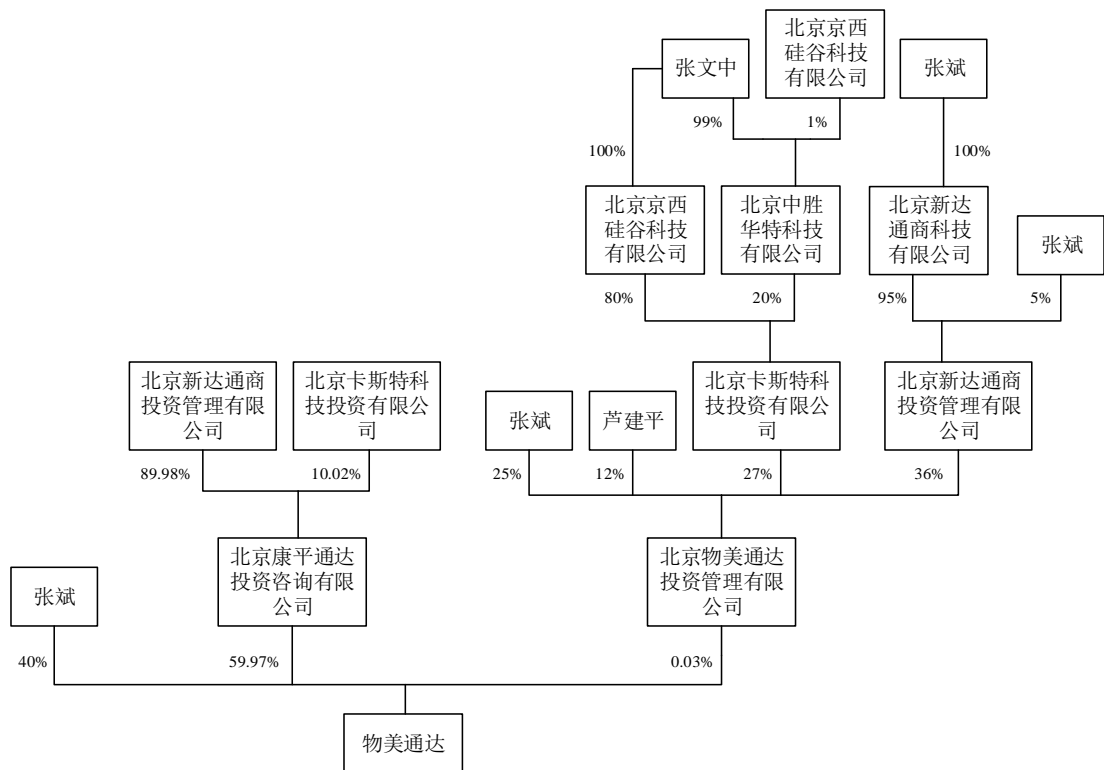 北京京西
硅谷科技
有限公司
张文中
张斌
99%
1%
100%
100%
北京京西
硅谷科技
有限公司
北京中胜
华特科技
有限公司
北京新达
通商科技
有限公司
张斌
80%
20%
95%
5%
北京新达通商
投资管理有限
公司
北京卡斯特科
技投资有限公
司
张斌
芦建平
北京卡斯特科
技投资有限公
司
北京新达通商
投资管理有限
公司
89.98%
10.02%
25%
12%
27%
36%
张斌
北京康平通达
投资咨询有限
公司
北京物美通达
投资管理有限
公司
40%
59.97%
0.03%
物美通达